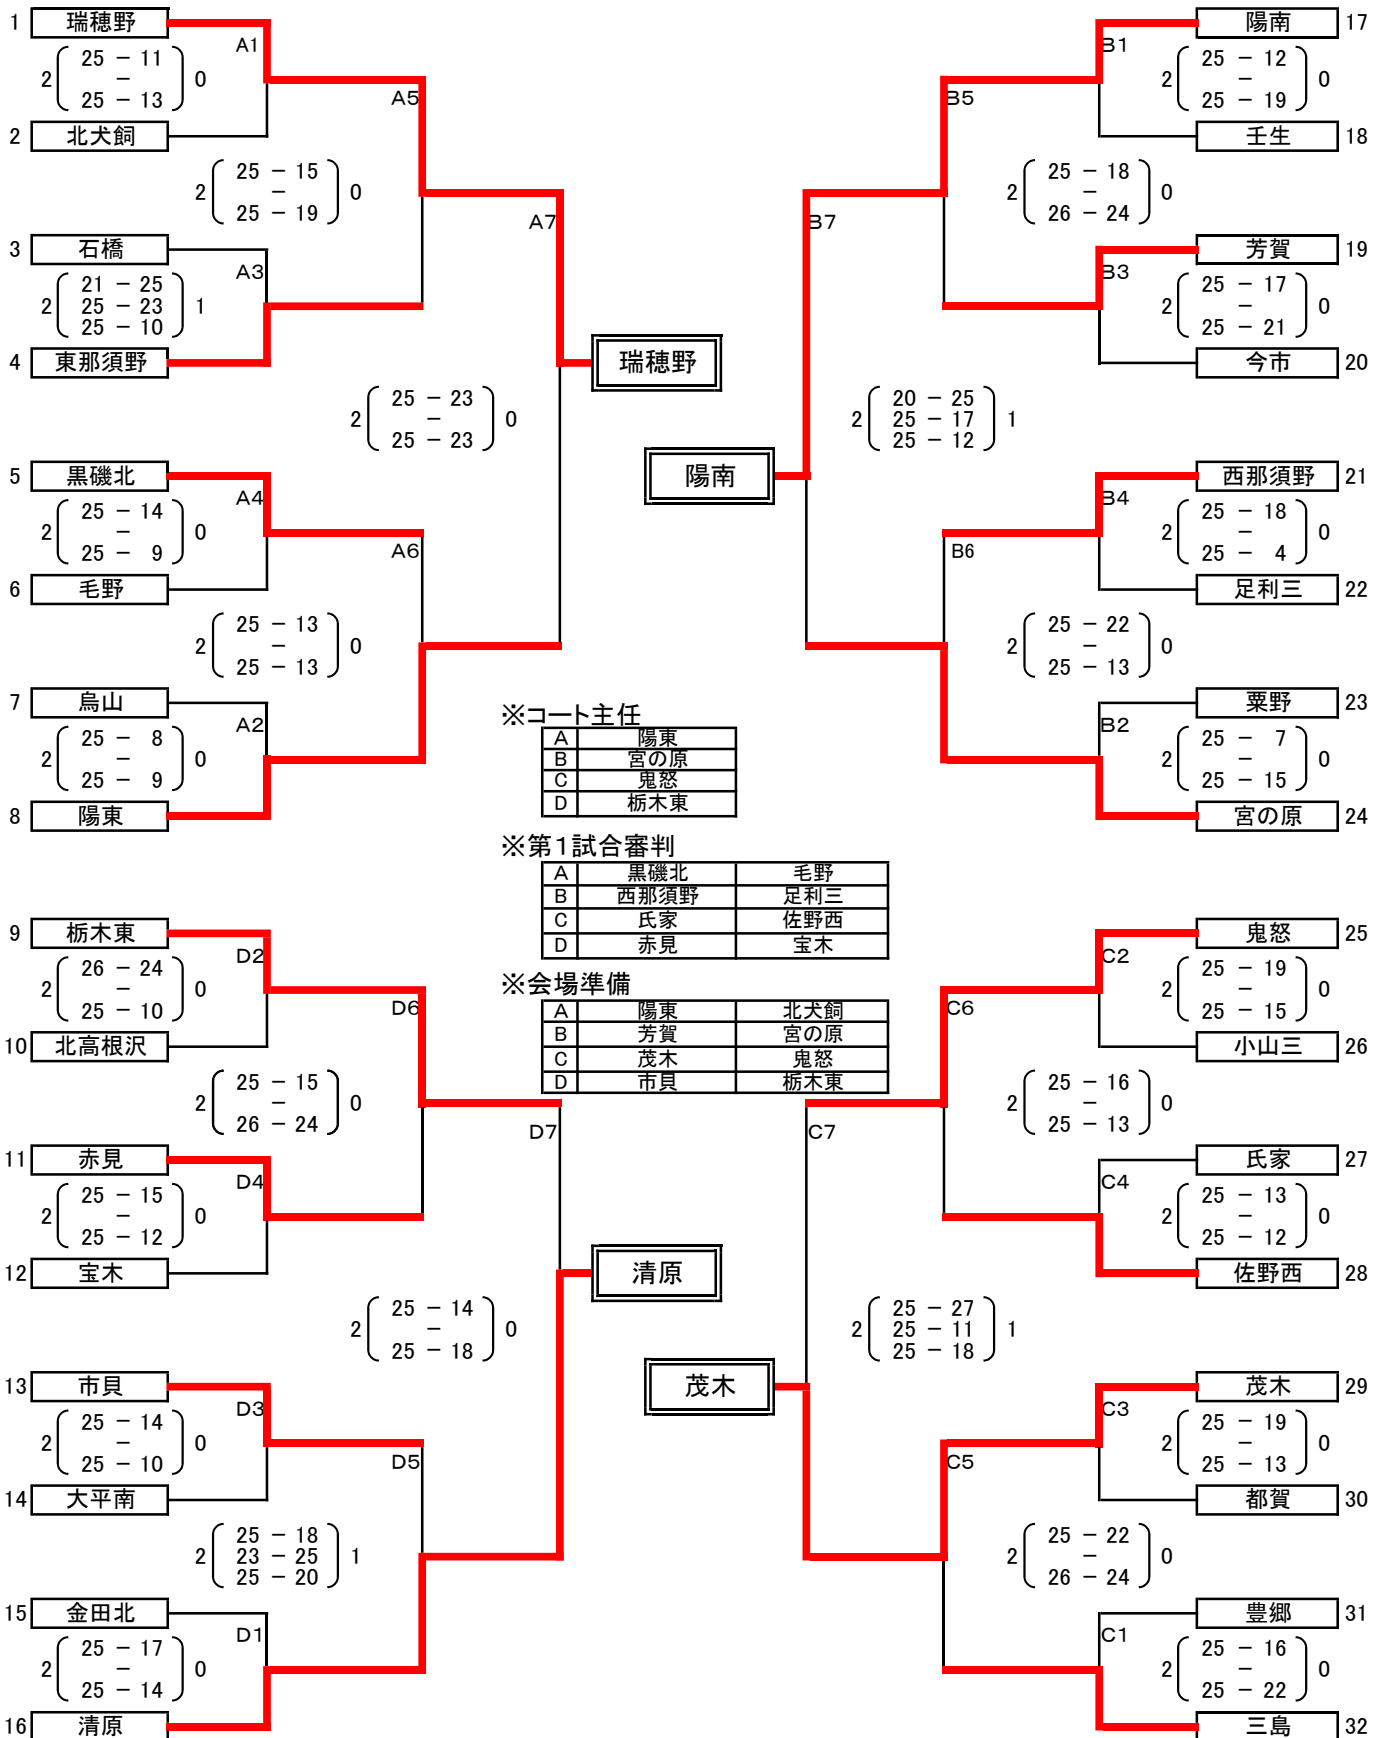 1 瑞穂野
A1
25 － 11
2 － 0
25 － 13
A5
2 北犬飼
25 － 15
2 － 0
25 － 19
A7
3 石橋
A3
21 － 25
2 25 － 23 1
25 － 10
4 東那須野
瑞穂野
25 － 23
2 － 0
25 － 23
5 黒磯北
A4
25 － 14
2 － 0
25 － 9
A6
6 毛野
25 － 13
2 － 0
25 － 13
7 烏山
A2
25 － 8
2 － 0
25 － 9
8 陽東
9 栃木東
D2
26 － 24
2 － 0
25 － 10
D6
10 北高根沢
25 － 15
2 － 0
26 － 24
D7
11 赤見
D4
25 － 15
2 － 0
25 － 12
12 宝木
清原
25 － 14
2 － 0
25 － 18
13 市貝
D3
25 － 14
2 － 0
25 － 10
D5
14 大平南
25 － 18
2 23 － 25 1
25 － 20
15 金田北
D1
25 － 17
2 － 0
25 － 14
16 清原
※コート主任
A 陽東
B 宮の原
C 鬼怒
D 栃木東
※第1試合審判
A 黒磯北 毛野
B 西那須野 足利三
C 氏家 佐野西
D 赤見 宝木
※会場準備
A 陽東 北犬飼
B 芳賀 宮の原
C 茂木 鬼怒
D 市貝 栃木東
陽南 17
B1
25 － 12
2 － 0
25 － 19
B5
壬生 18
25 － 18
2 － 0
26 － 24
B7
芳賀 19
B3
25 － 17
2 － 0
25 － 21
今市 20
20 － 25
2 25 － 17 1
25 － 12
陽南
西那須野 21
B4
25 － 18
2 － 0
25 － 4
B6
足利三 22
25 － 22
2 － 0
25 － 13
粟野 23
B2
25 － 7
2 － 0
25 － 15
宮の原 24
鬼怒 25
C2
25 － 19
2 － 0
25 － 15
C6
小山三 26
25 － 16
2 － 0
25 － 13
C7
氏家 27
C4
25 － 13
2 － 0
25 － 12
佐野西 28
25 － 27
2 25 － 11 1
25 － 18
茂木
茂木 29
C3
25 － 19
2 － 0
25 － 13
C5
都賀 30
25 － 22
2 － 0
26 － 24
豊郷 31
C1
25 － 16
2 － 0
25 － 22
三島 32